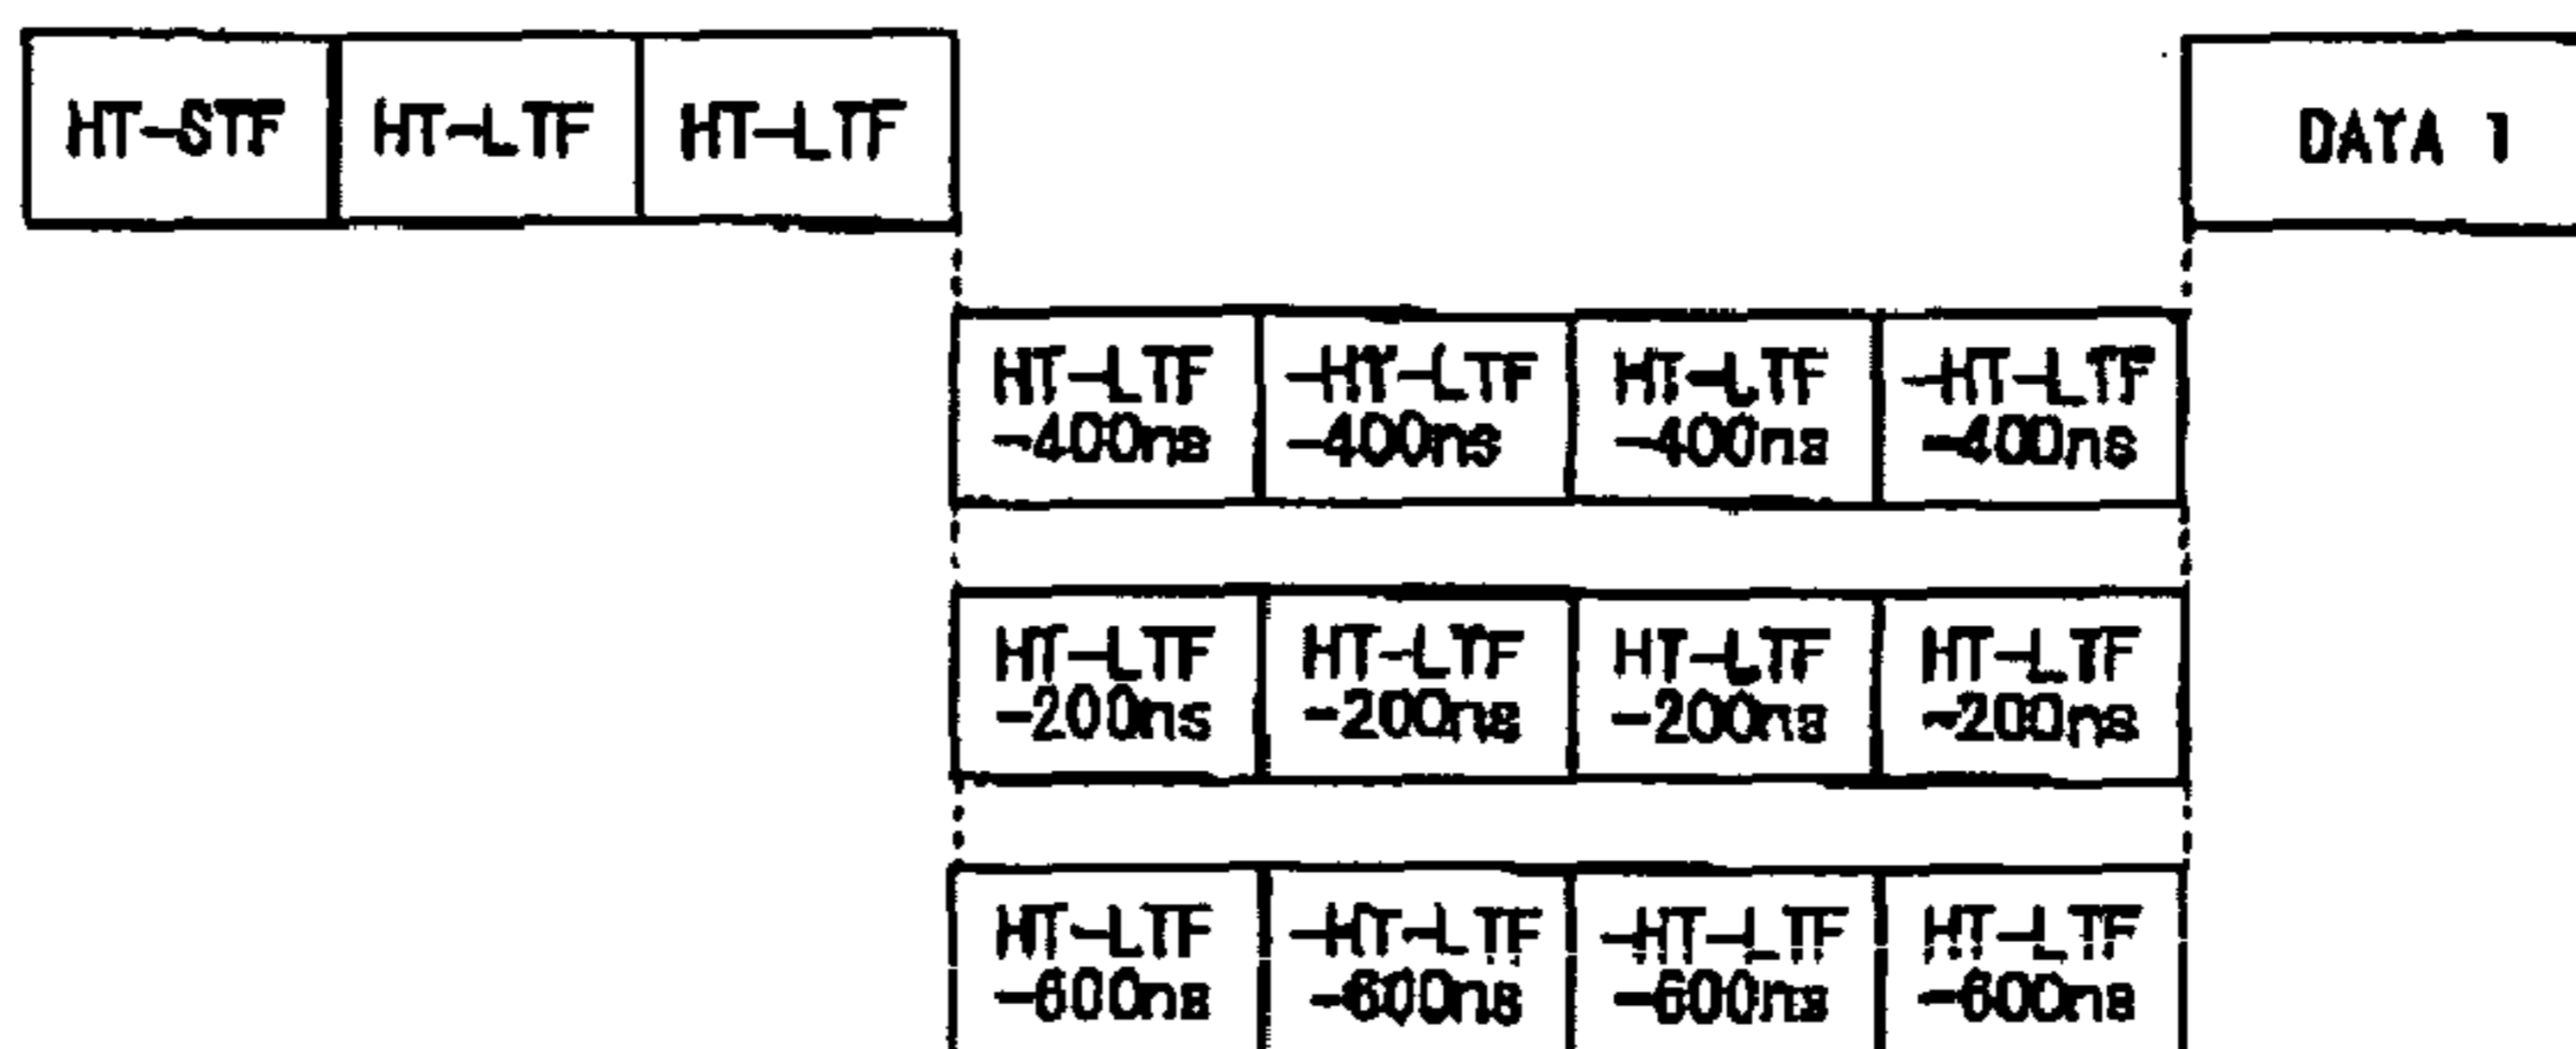 HT-STF HT-LTF HT-LTF DATA 1
HT-LTF -HT-LTF HT-LTF -HT-LTF
-400ns -400ns -400ns -400ns
HT-LTF HT-LTF HT-LTF HT-LTF
-200ns -200ns -200ns -200ns
HT-LTF -HT-LTF -HT-LTF HT-LTF
-600ns -600ns -600ns -600ns